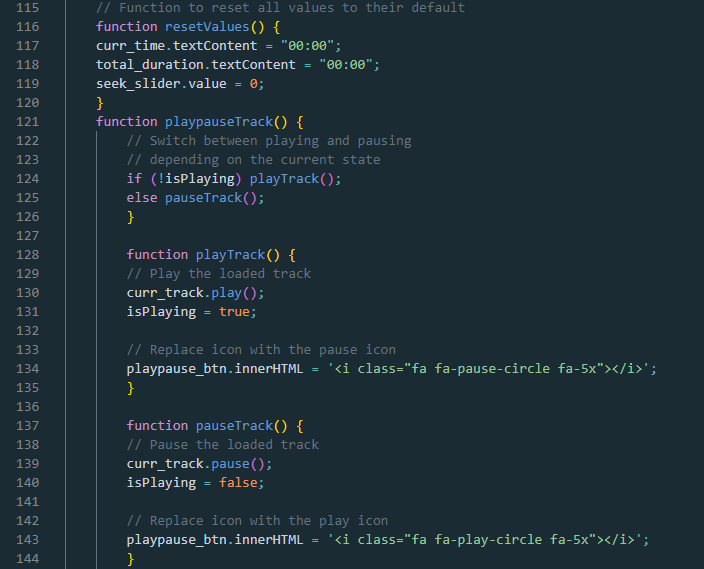 115 // Function to reset all values to their default
116 function resetValues() {
117 curr_time.textContent = "00:00";
118 total_duration.textContent = "00:00";
119 seek_slider.value = 0;
120 }
121 function playpauseTrack() {
122 // Switch between playing and pausing
123 // depending on the current state
124 if (!isPlaying) playTrack();
125 else pauseTrack();
126 }
127
128 function playTrack() {
129 // Play the loaded track
130 curr_track.play();
131 isPlaying = true;
132
133 // Replace icon with the pause icon
134 playpause_btn.innerHTML = '<i class="fa fa-pause-circle fa-5x"></i>';
135 }
136
137 function pauseTrack() {
138 // Pause the loaded track
139 curr_track.pause();
140 isPlaying = false;
141
142 // Replace icon with the play icon
143 playpause_btn.innerHTML = '<i class="fa fa-play-circle fa-5x"></i>';
144 }